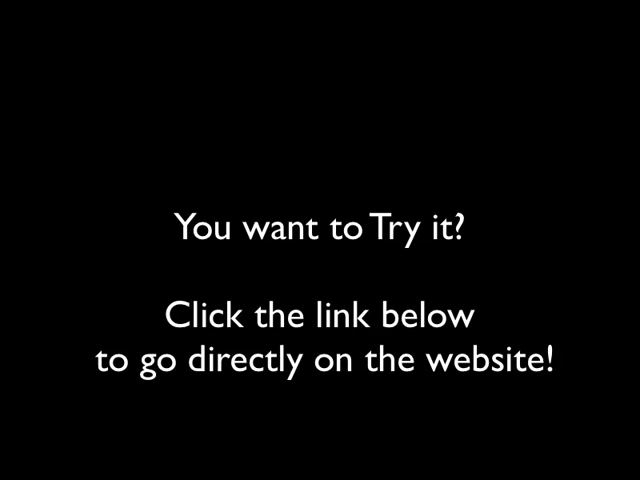 You want to Try it?
Click the link below
to go directly on the website!